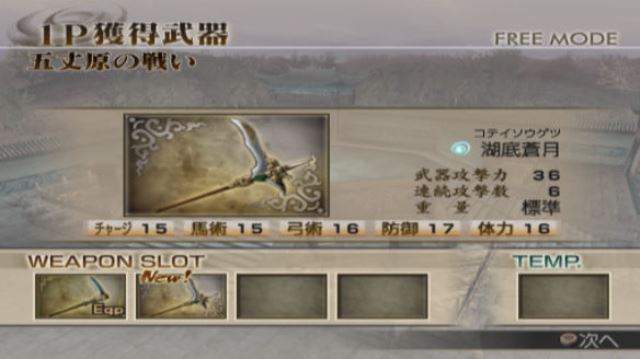 1P獲得武器
FREE MODE
五丈原の戦い
コテイソウゲツ
湖底蒼月
武器攻撃力 36
連続攻撃数 6
重量 標準
チャージ 15 馬術 15 弓術 16 防御 17 体力 16
WEAPON SLOT
TEMP.
New!
Eqp
次へ